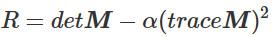 R = det𝑴 − α(trace𝑴)²